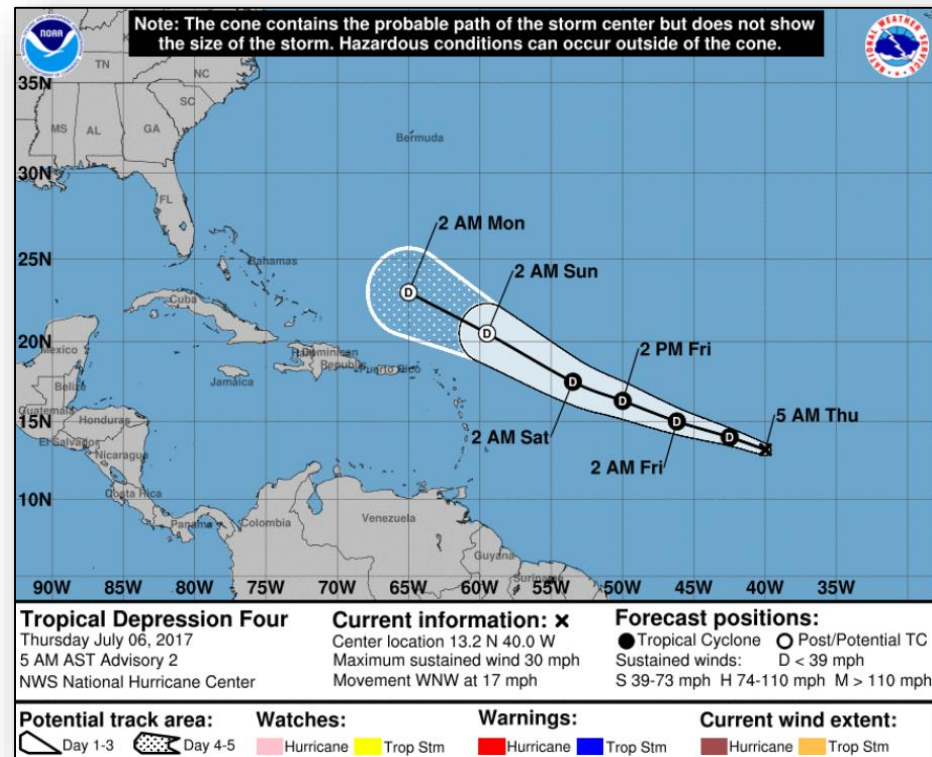 Note: The cone contains the probable path of the storm center but does not show
the size of the storm. Hazardous conditions can occur outside of the cone.
NOAA
TN
NC
35N
SC
MS
AL
GA
Bermuda
30N
FL
2 AM Mon
25N
Bahamas
2 AM Sun
D
Cuba
D
20N
Mexico
Dominican
Republic
Puerto Rico
2 PM Fri
Jamaica
Belize
D
D
5 AM Thu
Guatemala
Honduras
15N
D
D
El Salvador
2 AM Sat
Nicaragua
2 AM Fri
10N
Costa Rica
Panama
Colombia
Venezuela
Guyana
Suriname
90W 85W 80W 75W 70W 65W 60W 55W 50W 45W 40W 35W
Tropical Depression Four
Thursday July 06, 2017
5 AM AST Advisory 2
NWS National Hurricane Center
Current information: x
Center location 13.2 N 40.0 W
Maximum sustained wind 30 mph
Movement WNW at 17 mph
Forecast positions:
Tropical Cyclone Post/Potential TC
Sustained winds: D < 39 mph
S 39-73 mph H 74-110 mph M > 110 mph
Potential track area:
Day 1-3 Day 4-5
Watches:
Hurricane Trop Stm
Warnings:
Hurricane Trop Stm
Current wind extent:
Hurricane Trop Stm